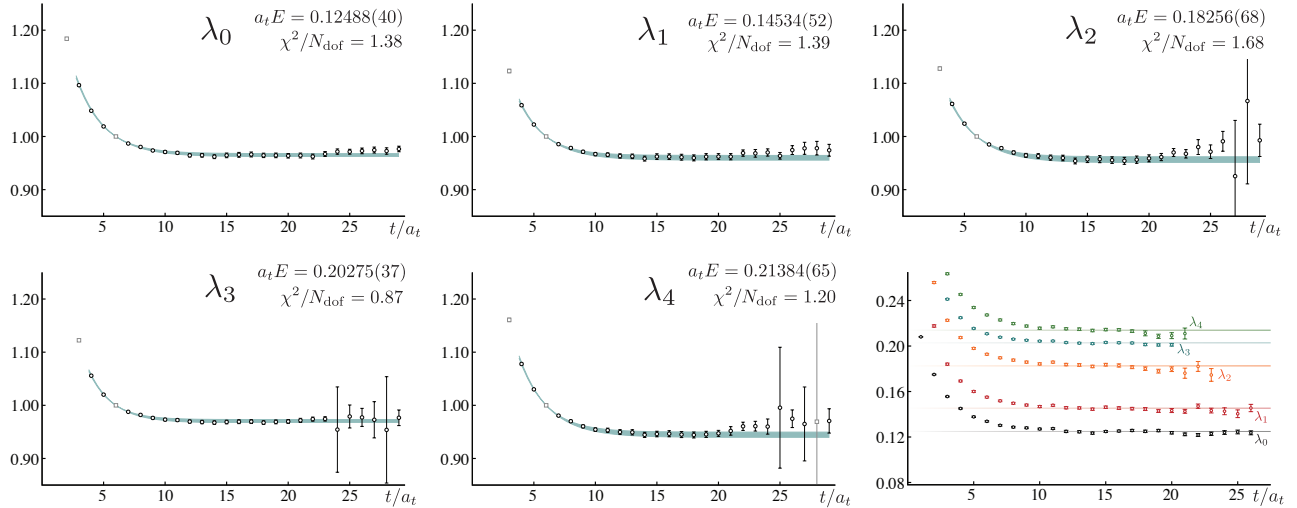 λ0 a_tE = 0.12488(40)
χ²/N_dof = 1.38
1.20
1.10
1.00
0.90
5 10 15 20 25 t/a_t
λ1 a_tE = 0.14534(52)
χ²/N_dof = 1.39
1.20
1.10
1.00
0.90
5 10 15 20 25 t/a_t
λ2 a_tE = 0.18256(68)
χ²/N_dof = 1.68
1.20
1.10
1.00
0.90
5 10 15 20 25 t/a_t
λ3 a_tE = 0.20275(37)
χ²/N_dof = 0.87
1.20
1.10
1.00
0.90
5 10 15 20 25 t/a_t
λ4 a_tE = 0.21384(65)
χ²/N_dof = 1.20
1.20
1.10
1.00
0.90
5 10 15 20 25 t/a_t
0.24
0.20
0.16
0.12
0.08
λ4
λ3
λ2
λ1
λ0
5 10 15 20 25 t/a_t